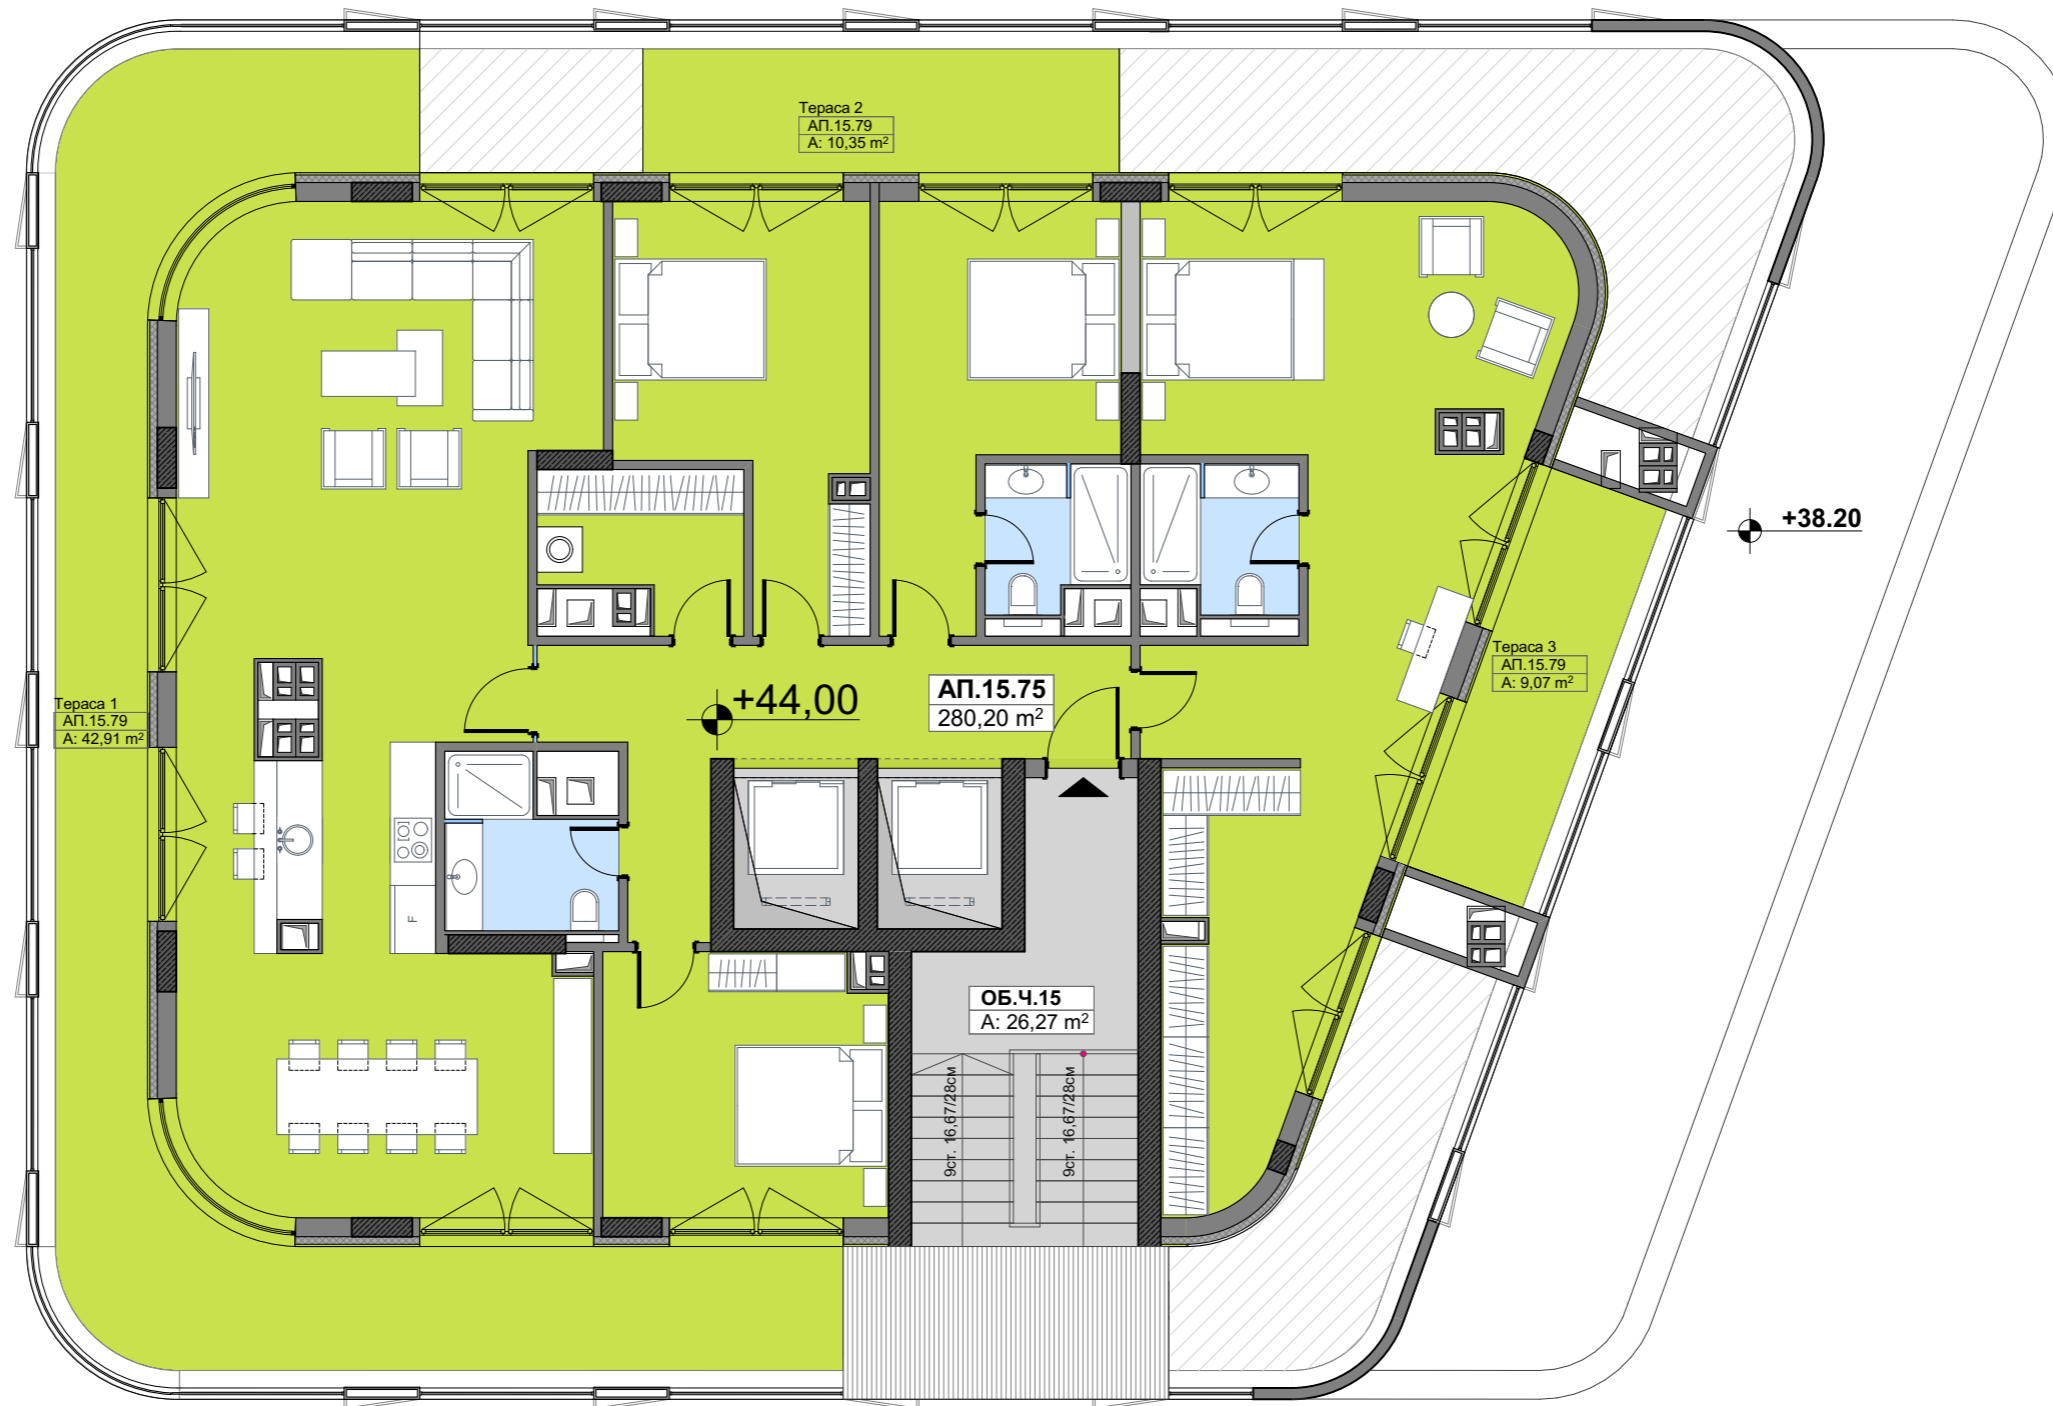 Тераса 2
АП.15.79
A: 10,35 m²
+38.20
Тераса 3
АП.15.79
A: 9,07 m²
АП.15.75
280,20 m²
+44,00
Тераса 1
АП.15.79
A: 42,91 m²
F
ОБ.Ч.15
A: 26,27 m²
9ст. 16,67/28см
9ст. 16,67/28см